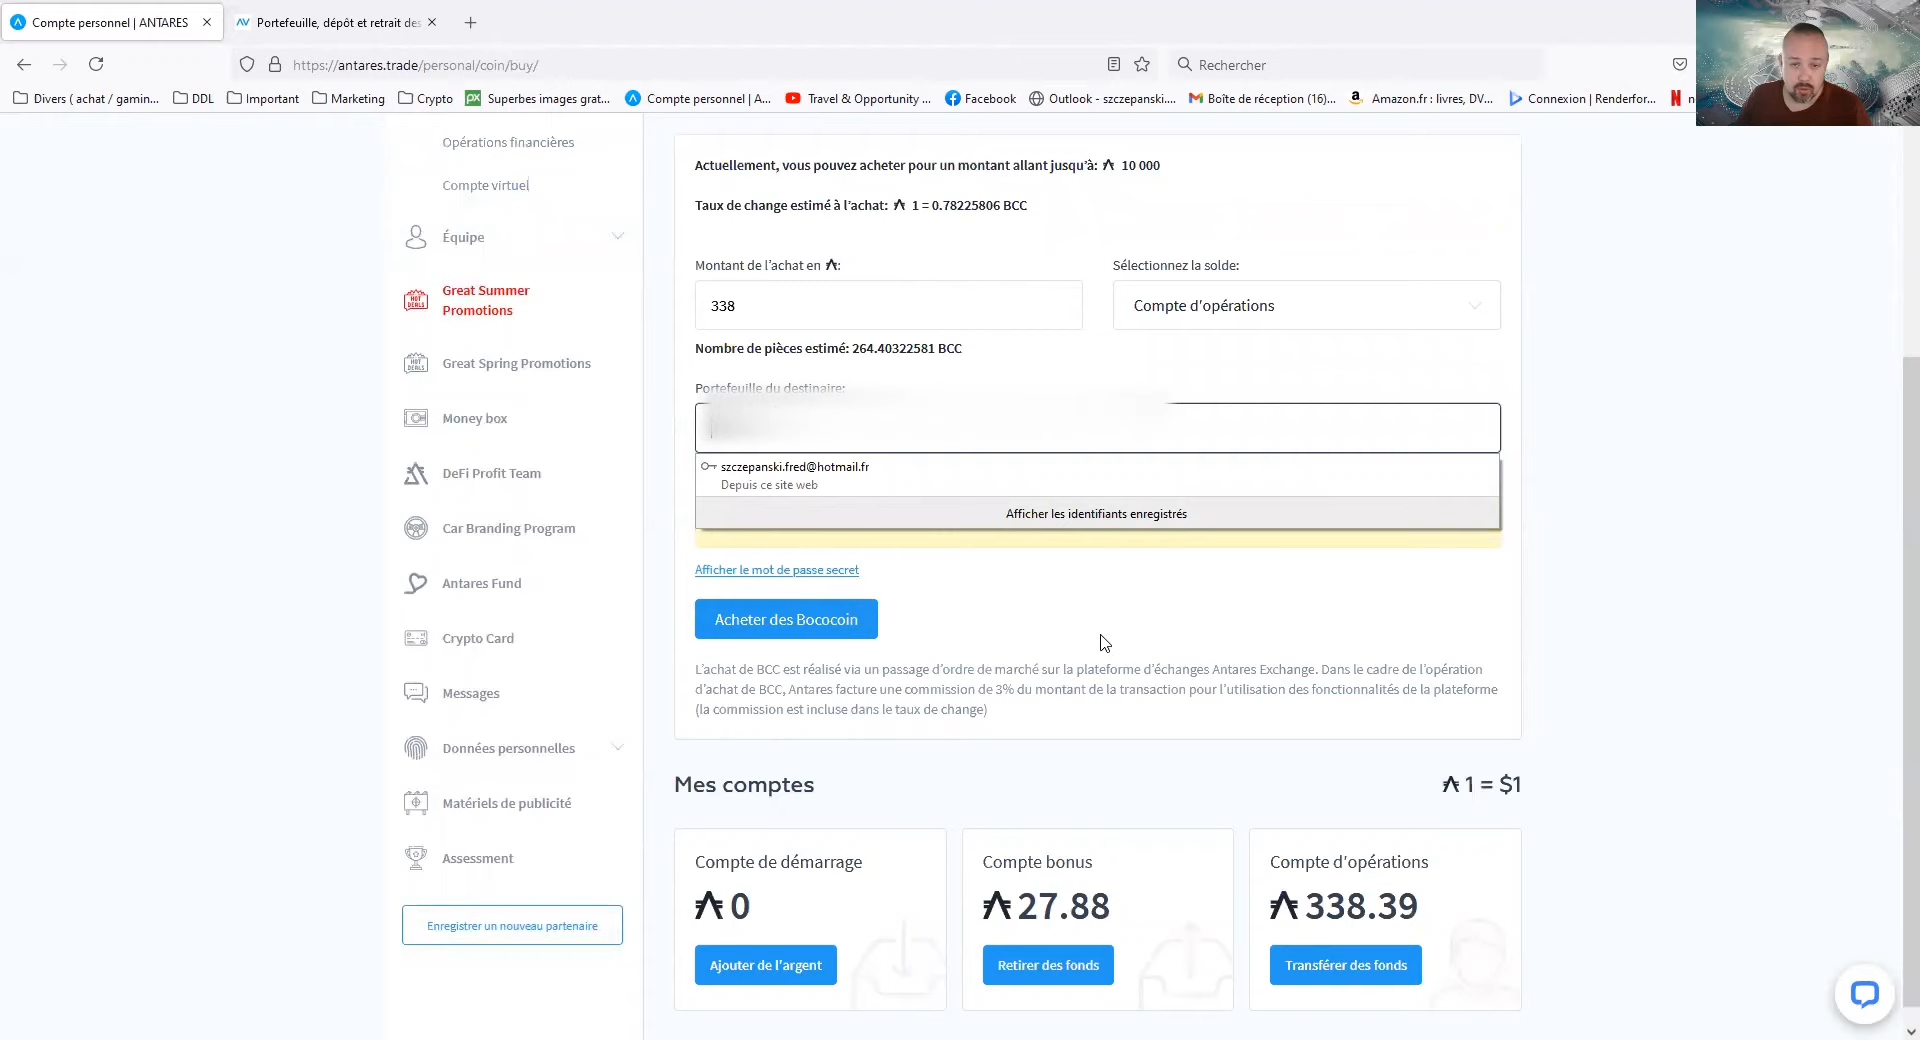 Compte personnel | ANTARES
Portefeuille, dépôt et retrait des
https://antares.trade/personal/coin/buy/
Rechercher
Divers ( achat / gamin...
DDL
Important
Marketing
Crypto
Superbes images grat...
Compte personnel | A...
Travel & Opportunity ...
Facebook
Outlook - szczepanski....
Boîte de réception (16)...
Amazon.fr : livres, DV...
Connexion | Renderfor...
Opérations financières
Compte virtuel
Équipe
Great Summer
Promotions
Great Spring Promotions
Money box
DeFi Profit Team
Car Branding Program
Antares Fund
Crypto Card
Messages
Données personnelles
Matériels de publicité
Assessment
Enregistrer un nouveau partenaire
Actuellement, vous pouvez acheter pour un montant allant jusqu'à: 10 000
Taux de change estimé à l'achat: 1 = 0.78225806 BCC
Montant de l'achat en :
Sélectionnez la solde:
338
Compte d'opérations
Nombre de pièces estimé: 264.40322581 BCC
Portefeuille du destinaire:
szczepanski.fred@hotmail.fr
Depuis ce site web
Afficher les identifiants enregistrés
Afficher le mot de passe secret
Acheter des Bococoin
L'achat de BCC est réalisé via un passage d'ordre de marché sur la plateforme d'échanges Antares Exchange. Dans le cadre de l'opération
d'achat de BCC, Antares facture une commission de 3% du montant de la transaction pour l'utilisation des fonctionnalités de la plateforme
(la commission est incluse dans le taux de change)
Mes comptes
1 = $1
Compte de démarrage
0
Ajouter de l'argent
Compte bonus
27.88
Retirer des fonds
Compte d'opérations
338.39
Transférer des fonds